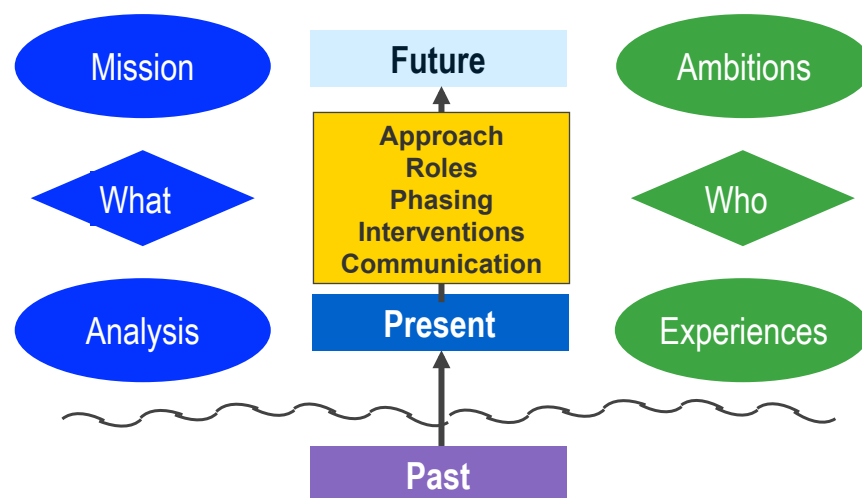 Mission
Future
Ambitions
Approach
Roles
Phasing
Interventions
Communication
What
Who
Analysis
Present
Experiences
Past